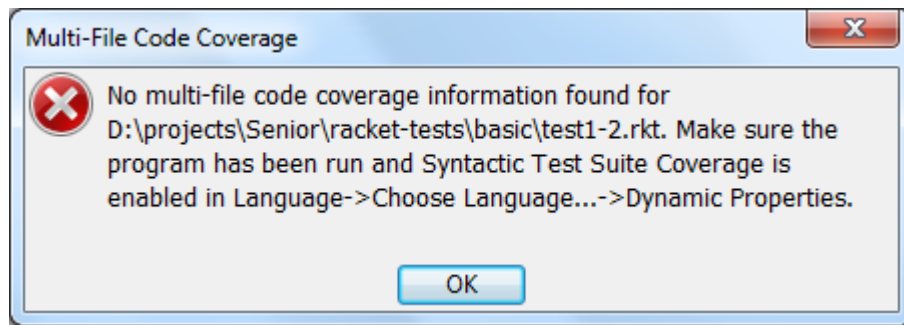 Multi-File Code Coverage
No multi-file code coverage information found for
D:\projects\Senior\racket-tests\basic\test1-2.rkt. Make sure the
program has been run and Syntactic Test Suite Coverage is
enabled in Language->Choose Language...->Dynamic Properties.
OK